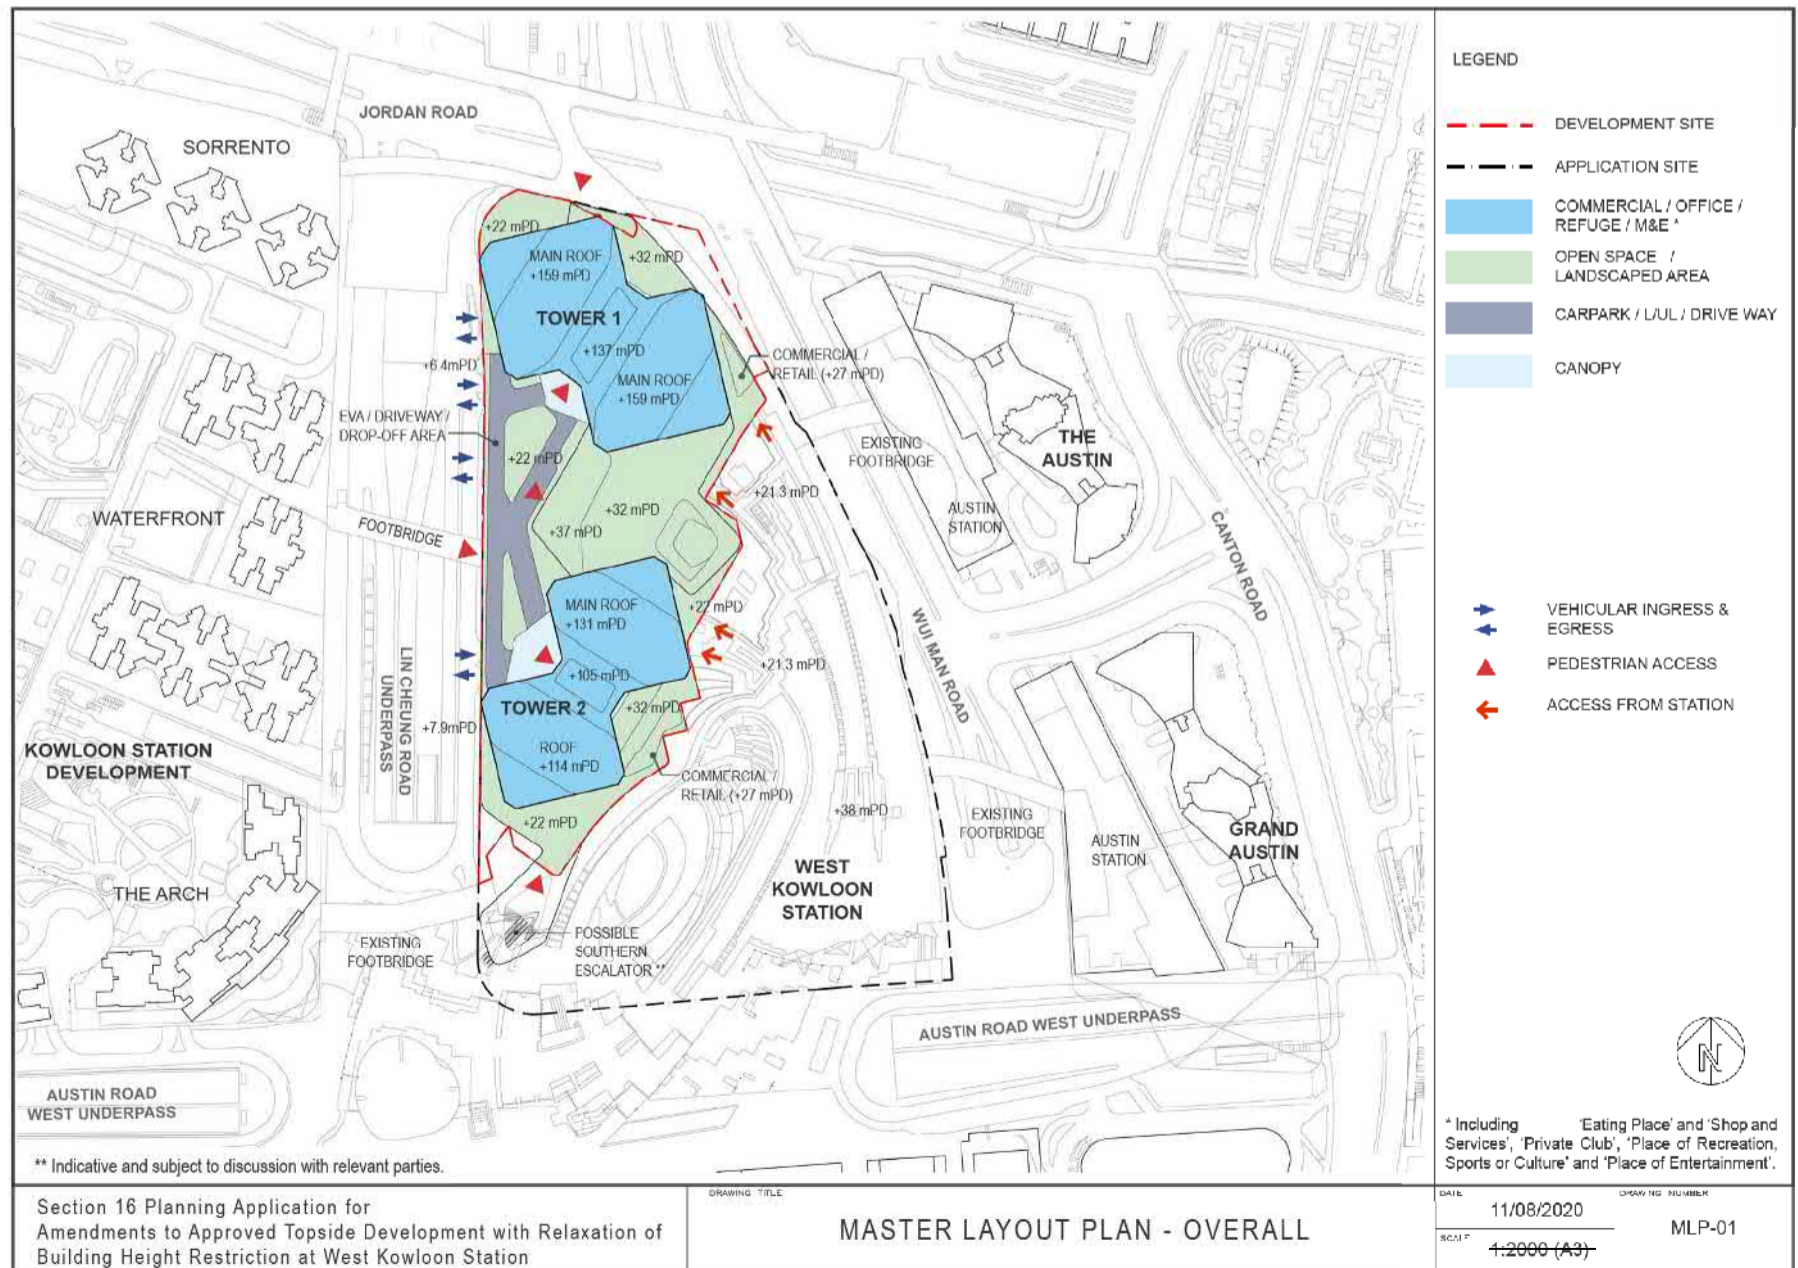 JORDAN ROAD
SORRENTO
+22 mPD
MAIN ROOF
+159 mPD
+32 mPD
TOWER 1
+137 mPD
MAIN ROOF
+159 mPD
COMMERCIAL /
RETAIL (+27 mPD)
+6.4mPD
EVA / DRIVEWAY /
DROP-OFF AREA
+22 mPD
EXISTING
FOOTBRIDGE
THE
AUSTIN
+21.3 mPD
AUSTIN
STATION
WATERFRONT
FOOTBRIDGE
+32 mPD
+37 mPD
CANTON ROAD
MAIN ROOF
+131 mPD
+22 mPD
WUI MAN ROAD
+21.3 mPD
LIN CHEUNG ROAD
UNDERPASS
+105 mPD
TOWER 2
+32 mPD
+7.9mPD
ROOF
+114 mPD
KOWLOON STATION
DEVELOPMENT
COMMERCIAL /
RETAIL (+27 mPD)
+38 mPD
+22 mPD
EXISTING
FOOTBRIDGE
AUSTIN
STATION
GRAND
AUSTIN
WEST
KOWLOON
STATION
THE ARCH
EXISTING
FOOTBRIDGE
POSSIBLE
SOUTHERN
ESCALATOR **
AUSTIN ROAD WEST UNDERPASS
AUSTIN ROAD
WEST UNDERPASS
** Indicative and subject to discussion with relevant parties.
LEGEND
DEVELOPMENT SITE
APPLICATION SITE
COMMERCIAL / OFFICE /
REFUGE / M&E *
OPEN SPACE /
LANDSCAPED AREA
CARPARK / L/UL / DRIVE WAY
CANOPY
VEHICULAR INGRESS &
EGRESS
PEDESTRIAN ACCESS
ACCESS FROM STATION
N
* Including 'Eating Place' and 'Shop and
Services', 'Private Club', 'Place of Recreation,
Sports or Culture' and 'Place of Entertainment'.
Section 16 Planning Application for
Amendments to Approved Topside Development with Relaxation of
Building Height Restriction at West Kowloon Station
DRAWING TITLE
MASTER LAYOUT PLAN - OVERALL
DATE
11/08/2020
SCALE
1:2000 (A3)
DRAWING NUMBER
MLP-01